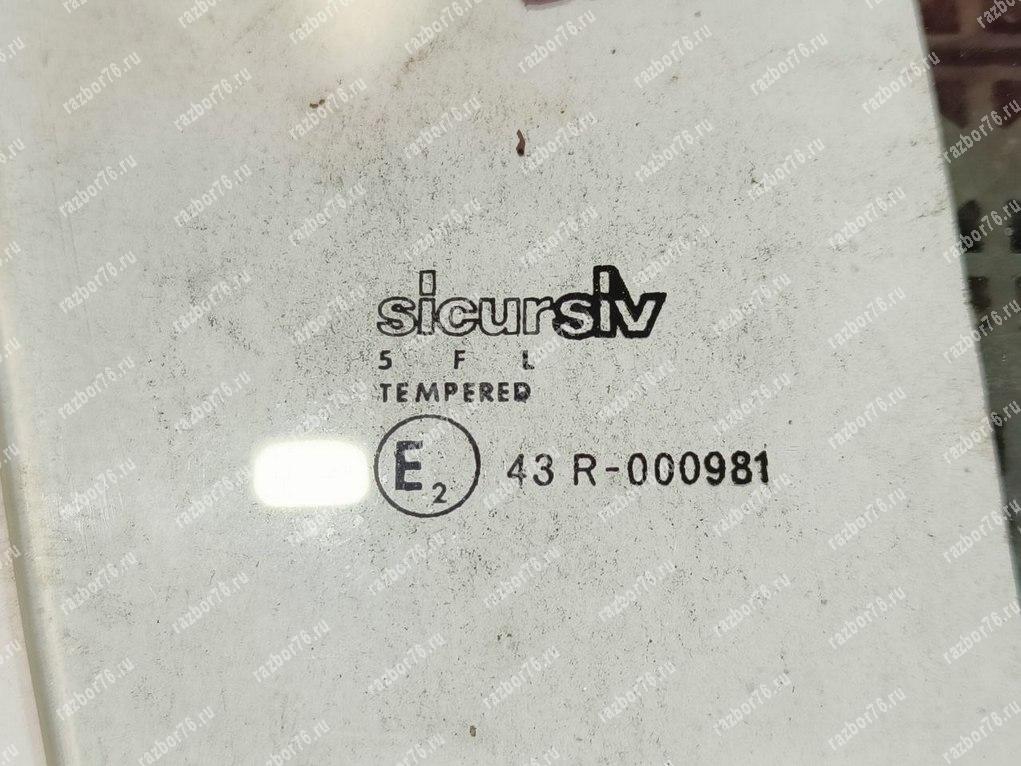 sicursiv
5 F L
TEMPERED
E2 43 R-000981
razbor76.ru